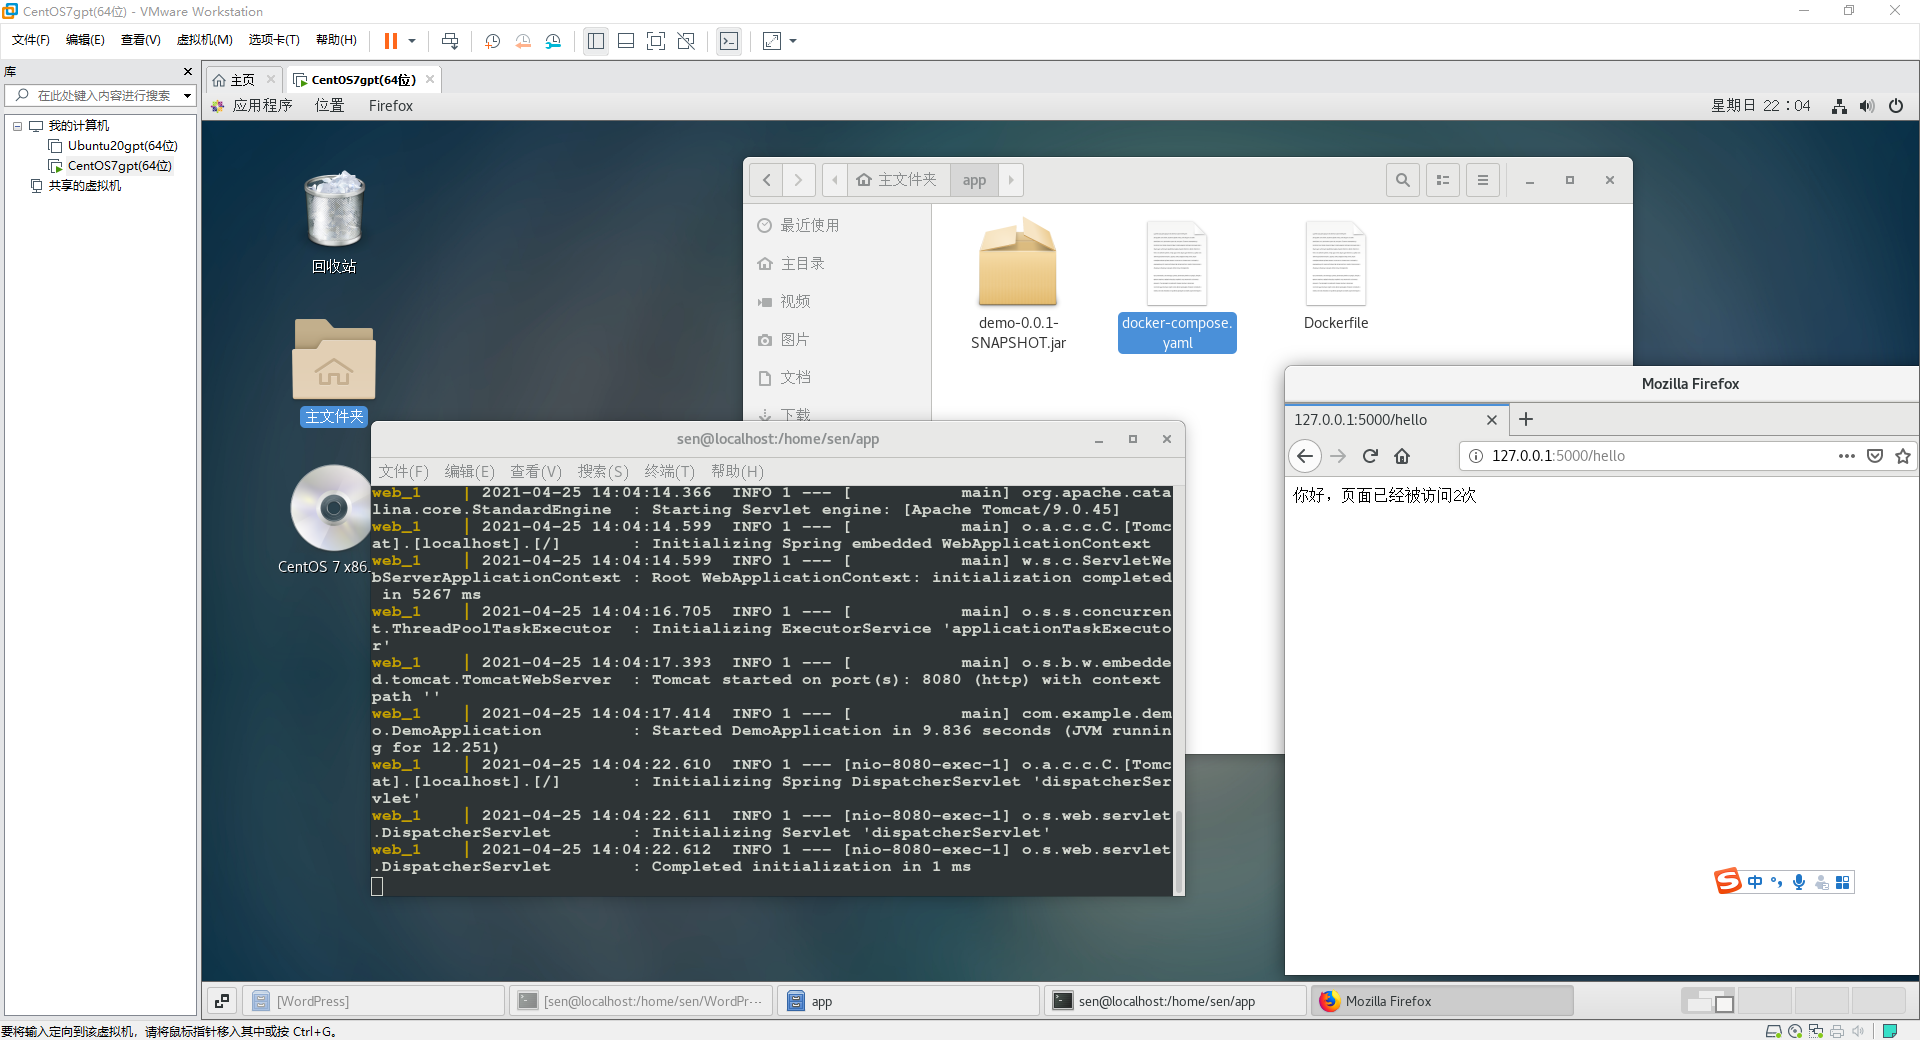 CentOS7gpt(64位) - VMware Workstation
文件(F) 编辑(E) 查看(V) 虚拟机(M) 选项卡(T) 帮助(H)
库
在此处键入内容进行搜索
我的计算机
Ubuntu20gpt(64位)
CentOS7gpt(64位)
共享的虚拟机
主页 CentOS7gpt(64位)
应用程序 位置 Firefox 星期日 22:04
回收站
主文件夹
CentOS 7 x86_
主文件夹 app
最近使用
主目录
视频
图片
文档
下载
demo-0.0.1-
SNAPSHOT.jar
docker-compose.
yaml
Dockerfile
sen@localhost:/home/sen/app
文件(F) 编辑(E) 查看(V) 搜索(S) 终端(T) 帮助(H)
web_1 | 2021-04-25 14:04:14.366 INFO 1 --- [ main] org.apache.cata
lina.core.StandardEngine : Starting Servlet engine: [Apache Tomcat/9.0.45]
web_1 | 2021-04-25 14:04:14.599 INFO 1 --- [ main] o.a.c.c.C.[Tomc
at].[localhost].[/] : Initializing Spring embedded WebApplicationContext
web_1 | 2021-04-25 14:04:14.599 INFO 1 --- [ main] w.s.c.ServletWe
bServerApplicationContext : Root WebApplicationContext: initialization completed
in 5267 ms
web_1 | 2021-04-25 14:04:16.705 INFO 1 --- [ main] o.s.s.concurren
t.ThreadPoolTaskExecutor : Initializing ExecutorService 'applicationTaskExecuto
r'
web_1 | 2021-04-25 14:04:17.393 INFO 1 --- [ main] o.s.b.w.embedde
d.tomcat.TomcatWebServer : Tomcat started on port(s): 8080 (http) with context
path ''
web_1 | 2021-04-25 14:04:17.414 INFO 1 --- [ main] com.example.dem
o.DemoApplication : Started DemoApplication in 9.836 seconds (JVM runnin
g for 12.251)
web_1 | 2021-04-25 14:04:22.610 INFO 1 --- [nio-8080-exec-1] o.a.c.c.C.[Tomc
at].[localhost].[/] : Initializing Spring DispatcherServlet 'dispatcherSer
vlet'
web_1 | 2021-04-25 14:04:22.611 INFO 1 --- [nio-8080-exec-1] o.s.web.servlet
.DispatcherServlet : Initializing Servlet 'dispatcherServlet'
web_1 | 2021-04-25 14:04:22.612 INFO 1 --- [nio-8080-exec-1] o.s.web.servlet
.DispatcherServlet : Completed initialization in 1 ms
Mozilla Firefox
127.0.0.1:5000/hello
127.0.0.1:5000/hello
你好，页面已经被访问2次
中
[WordPress] [sen@localhost:/home/sen/WordPr··· app sen@localhost:/home/sen/app Mozilla Firefox
要将输入定向到该虚拟机，请将鼠标指针移入其中或按 Ctrl+G。